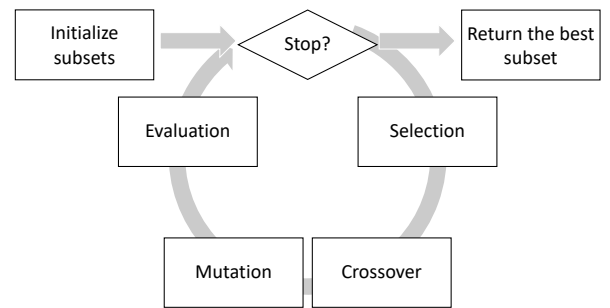 Initialize
subsets
Stop?
Return the best
subset
Evaluation
Selection
Mutation
Crossover